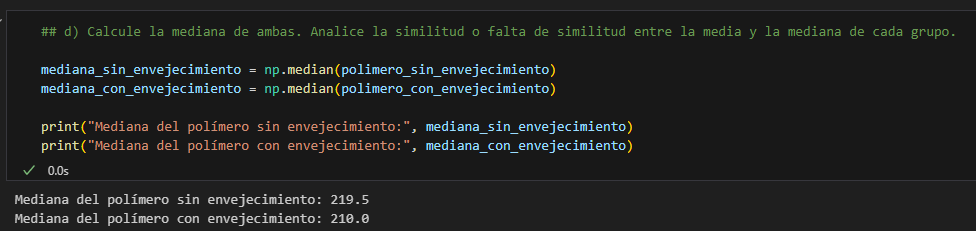 ## d) Calcule la mediana de ambas. Analice la similitud o falta de similitud entre la media y la mediana de cada grupo.
mediana_sin_envejecimiento = np.median(polimero_sin_envejecimiento)
mediana_con_envejecimiento = np.median(polimero_con_envejecimiento)
print("Mediana del polímero sin envejecimiento:", mediana_sin_envejecimiento)
print("Mediana del polímero con envejecimiento:", mediana_con_envejecimiento)
0.0s
Mediana del polímero sin envejecimiento: 219.5
Mediana del polímero con envejecimiento: 210.0